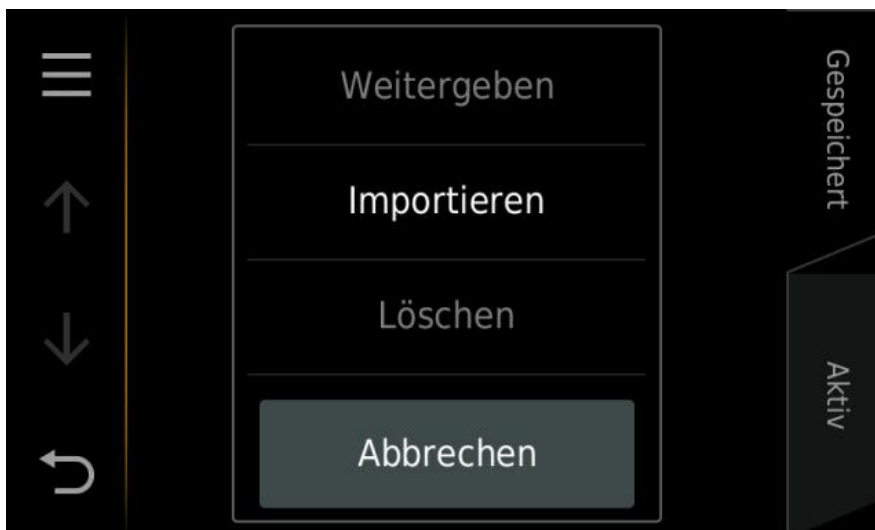 Weitergeben
Importieren
Löschen
Abbrechen
Gespeichert
Aktiv